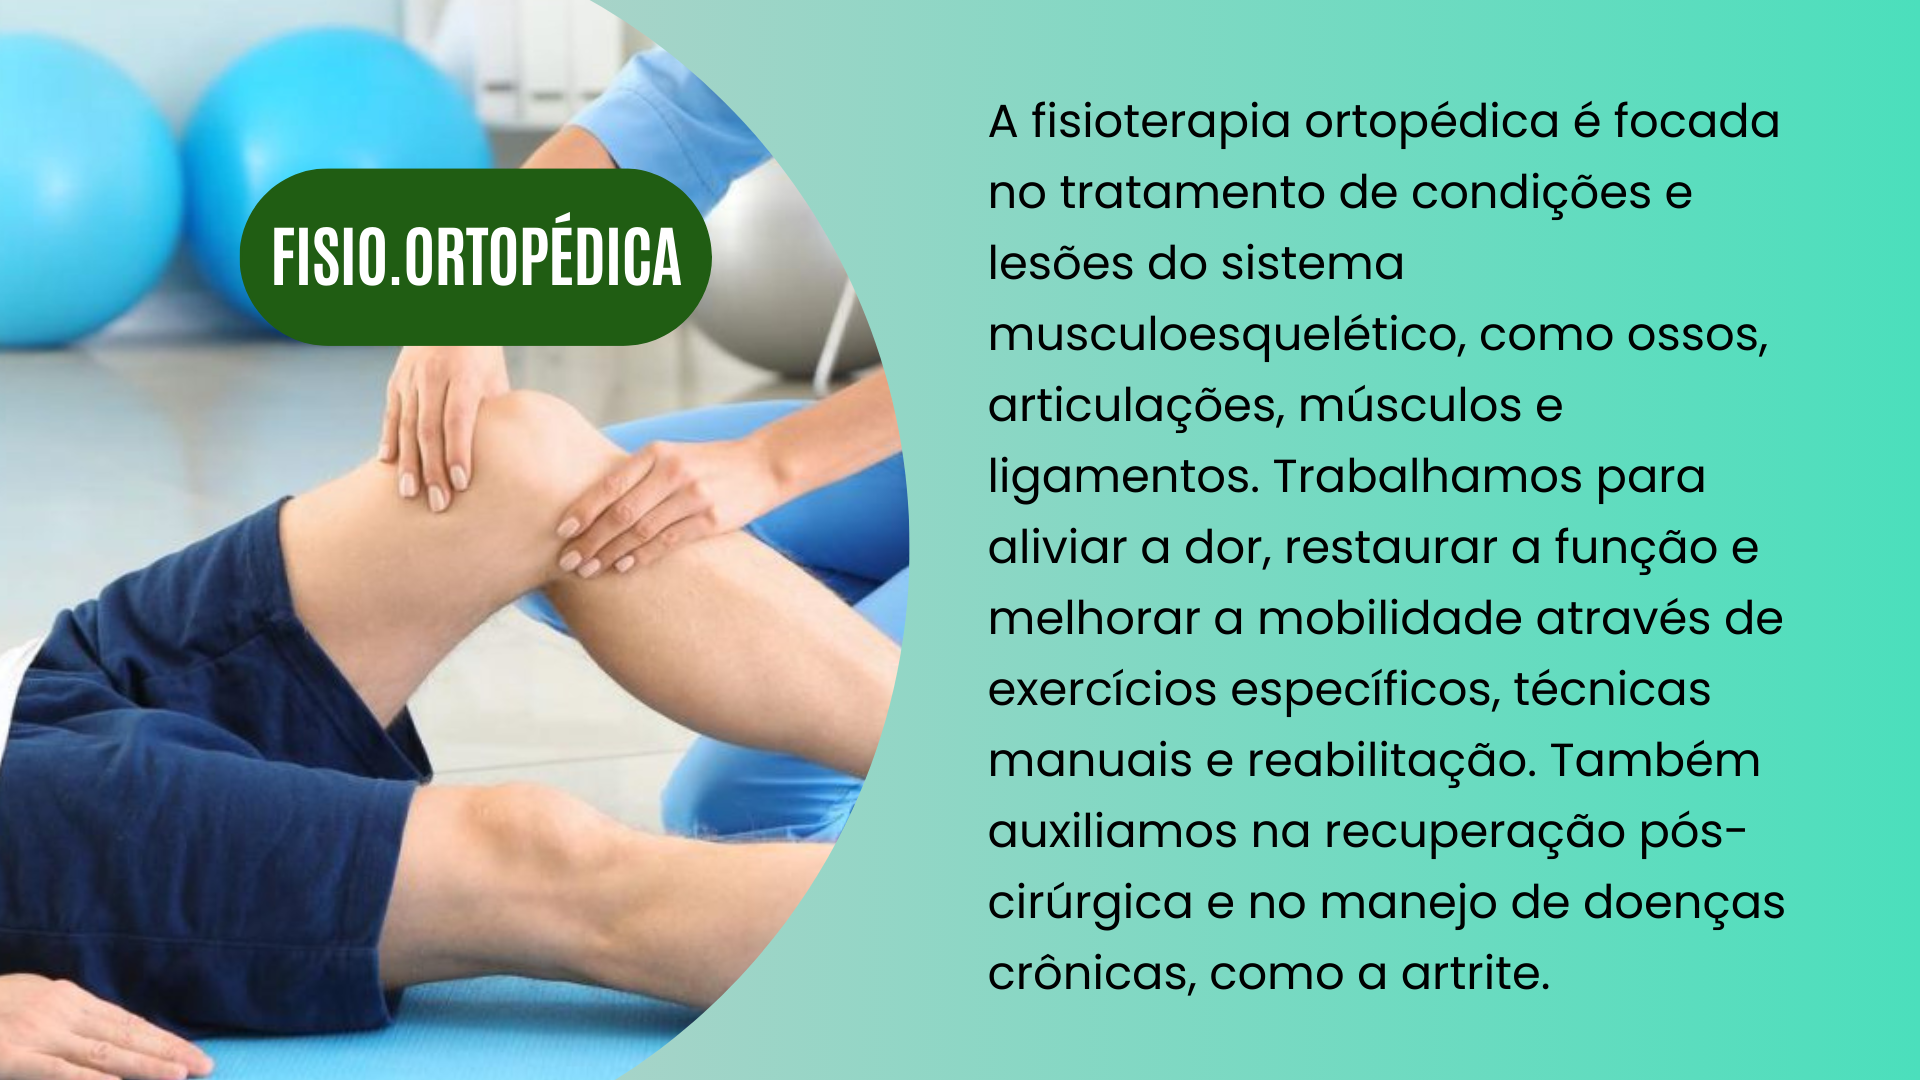 FISIO.ORTOPÉDICA
A fisioterapia ortopédica é focada
no tratamento de condições e
lesões do sistema
musculoesquelético, como ossos,
articulações, músculos e
ligamentos. Trabalhamos para
aliviar a dor, restaurar a função e
melhorar a mobilidade através de
exercícios específicos, técnicas
manuais e reabilitação. Também
auxiliamos na recuperação pós-
cirúrgica e no manejo de doenças
crônicas, como a artrite.